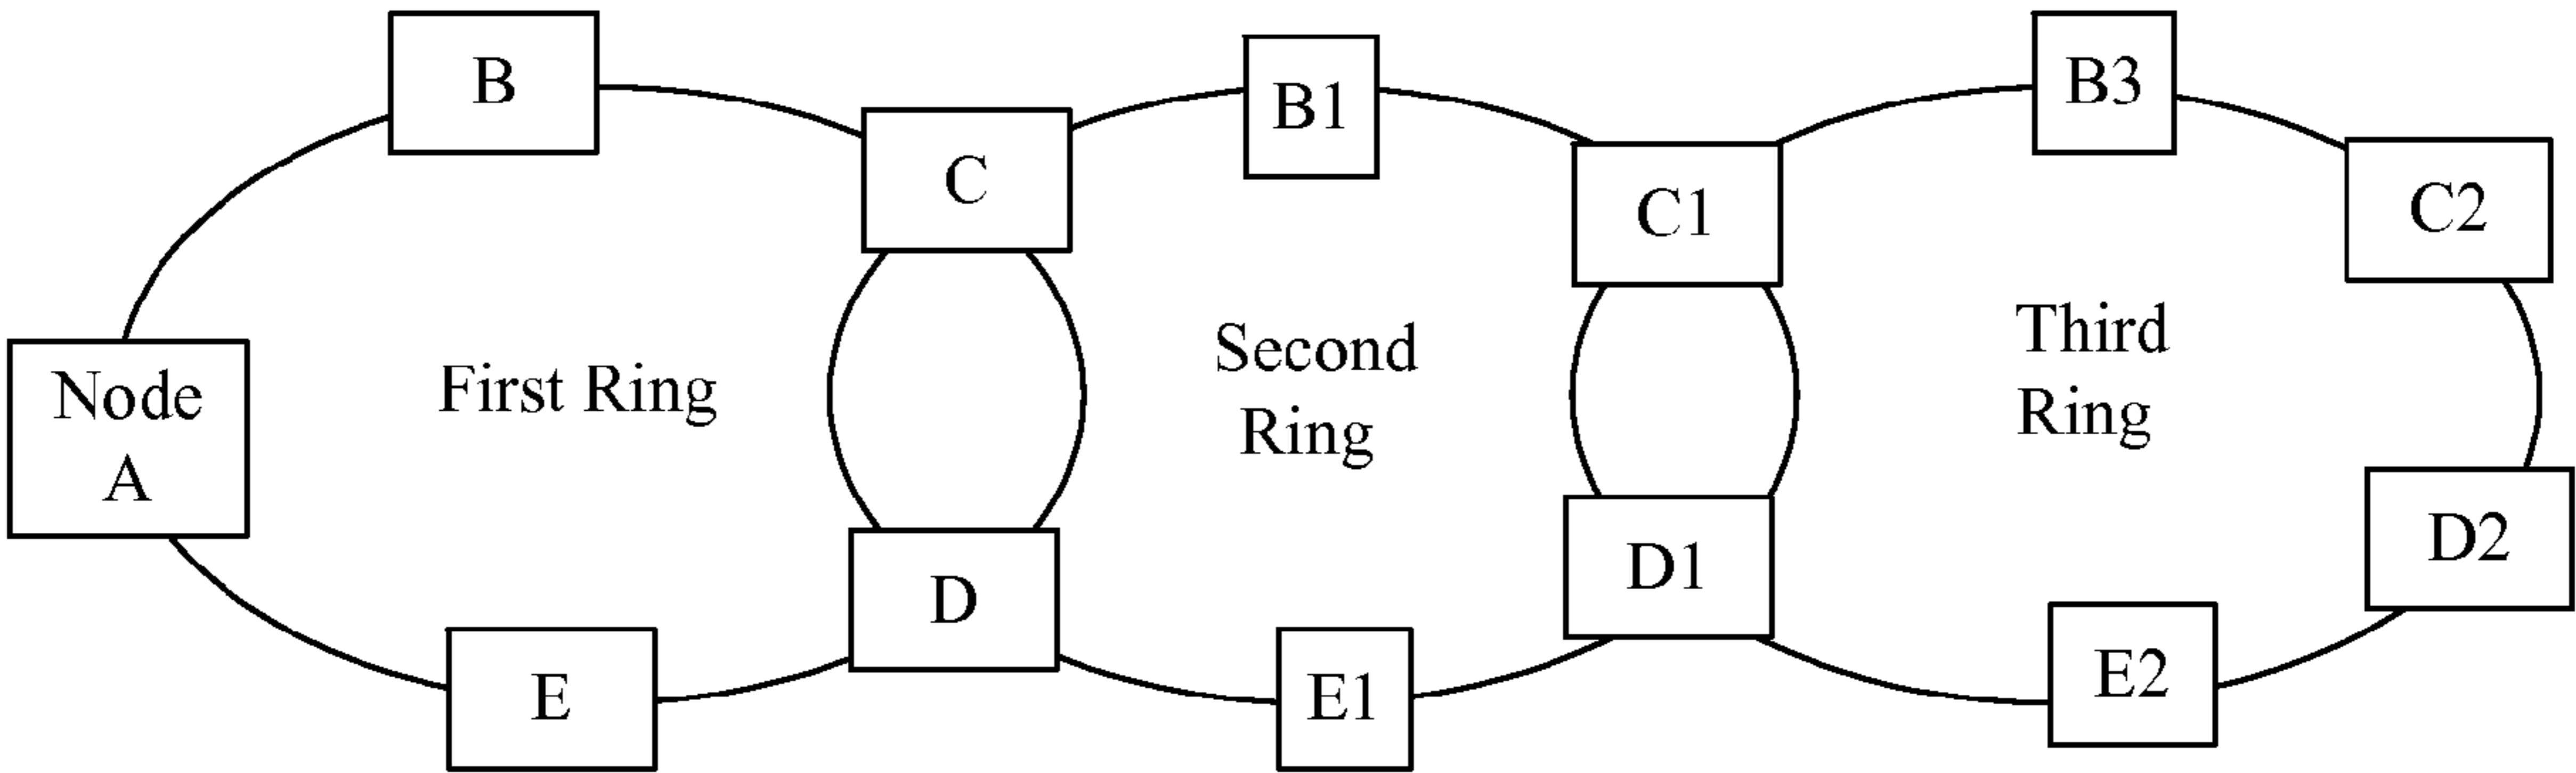 B
B1
B3
C
C1
C2
Node
A
First Ring
Second
Ring
Third
Ring
D
D1
D2
E
E1
E2